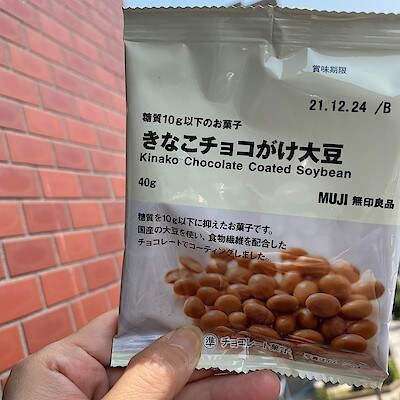 賞味期限
21.12.24 /B
糖質10g以下のお菓子
きなこチョコがけ大豆
Kinako Chocolate Coated Soybean
40g
MUJI 無印良品
糖質を10g以下に抑えたお菓子です。
国産の大豆を使い、食物繊維を配合した
チョコレートでコーティングしました。
準 チョコレート菓子